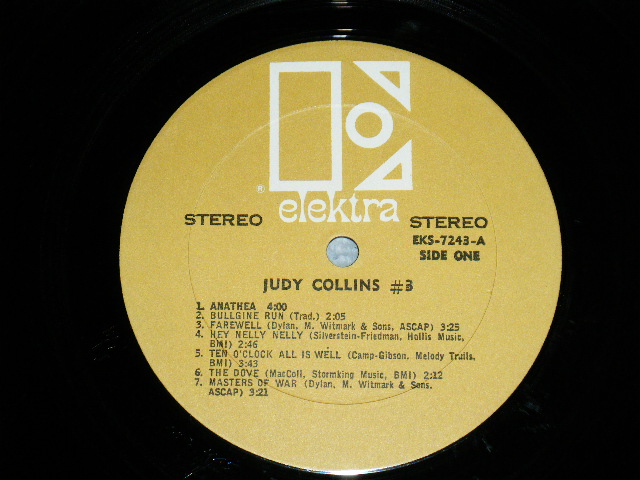 ®
elektra
STEREO
STEREO
EKS-7243-A
SIDE ONE
JUDY COLLINS #3
1. ANATHEA 4:00
2. BULLGINE RUN (Trad.) 2:05
3. FAREWELL (Dylan, M. Witmark & Sons, ASCAP) 3:25
4. HEY NELLY NELLY (Silverstein-Friedman, Hollis Music,
BMI) 2:46
5. TEN O'CLOCK ALL IS WELL (Camp-Gibson, Melody Trails,
BMI) 3:43
6. THE DOVE (MacColl, Stormking Music, BMI) 2:12
7. MASTERS OF WAR (Dylan, M. Witmark & Sons,
ASCAP) 3:21